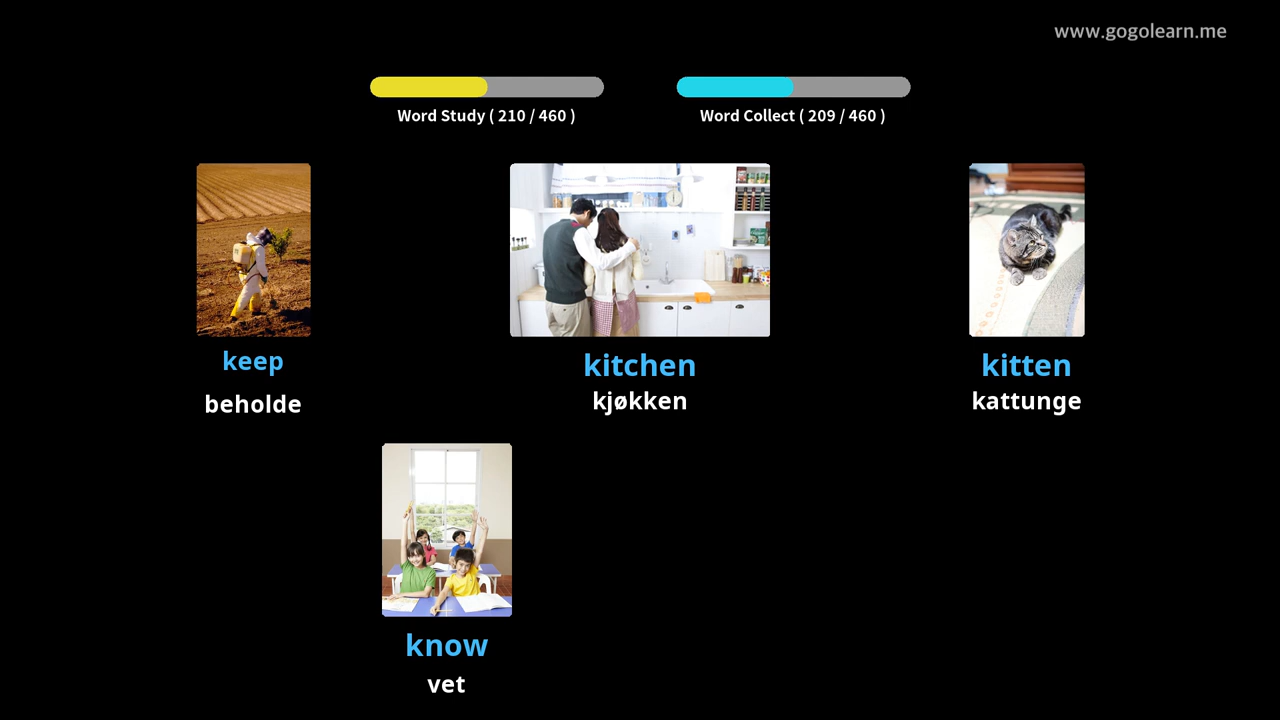 www.gogolearn.me
Word Study ( 210 / 460 )
Word Collect ( 209 / 460 )
keep
beholde
kitchen
kjøkken
kitten
kattunge
know
vet